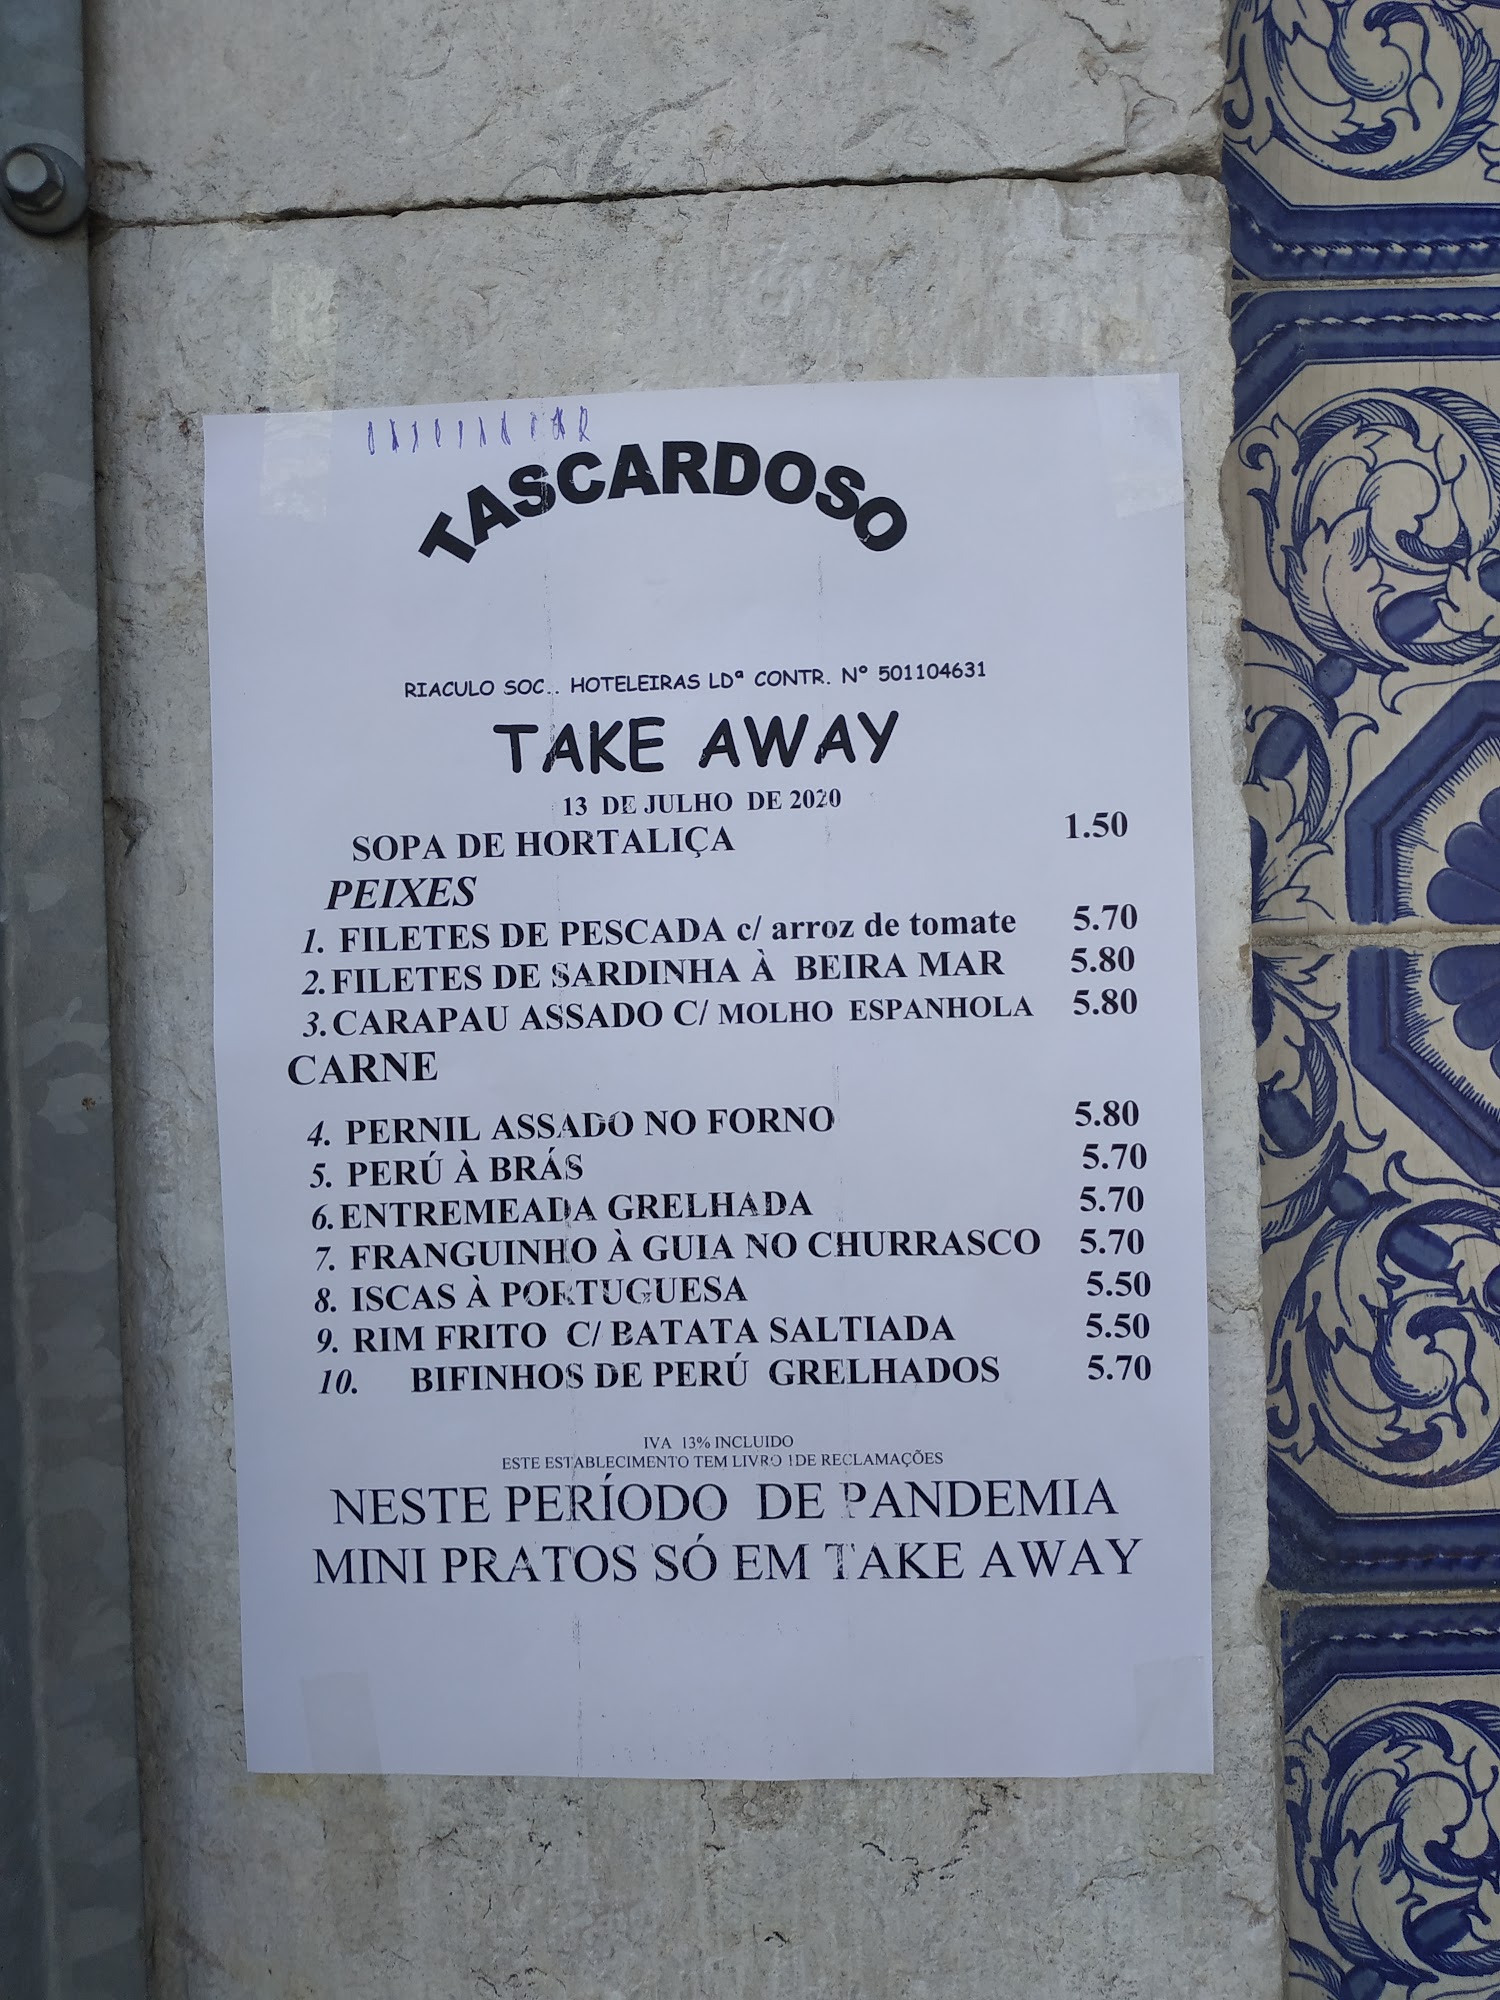 TASCARDOSO
RIACULO SOC.. HOTELEIRAS LDª CONTR. Nº 501104631
TAKE AWAY
13 DE JULHO DE 2020
SOPA DE HORTALIÇA 1.50
PEIXES
1. FILETES DE PESCADA c/ arroz de tomate 5.70
2. FILETES DE SARDINHA À BEIRA MAR 5.80
3. CARAPAU ASSADO C/ MOLHO ESPANHOLA 5.80
CARNE
4. PERNIL ASSADO NO FORNO 5.80
5. PERÚ À BRÁS 5.70
6. ENTREMEADA GRELHADA 5.70
7. FRANGUINHO À GUIA NO CHURRASCO 5.70
8. ISCAS À PORTUGUESA 5.50
9. RIM FRITO C/ BATATA SALTIADA 5.50
10. BIFINHOS DE PERÚ GRELHADOS 5.70
IVA 13% INCLUIDO
ESTE ESTABLECIMENTO TEM LIVRO !DE RECLAMAÇÕES
NESTE PERÍODO DE PANDEMIA
MINI PRATOS SÓ EM TAKE AWAY